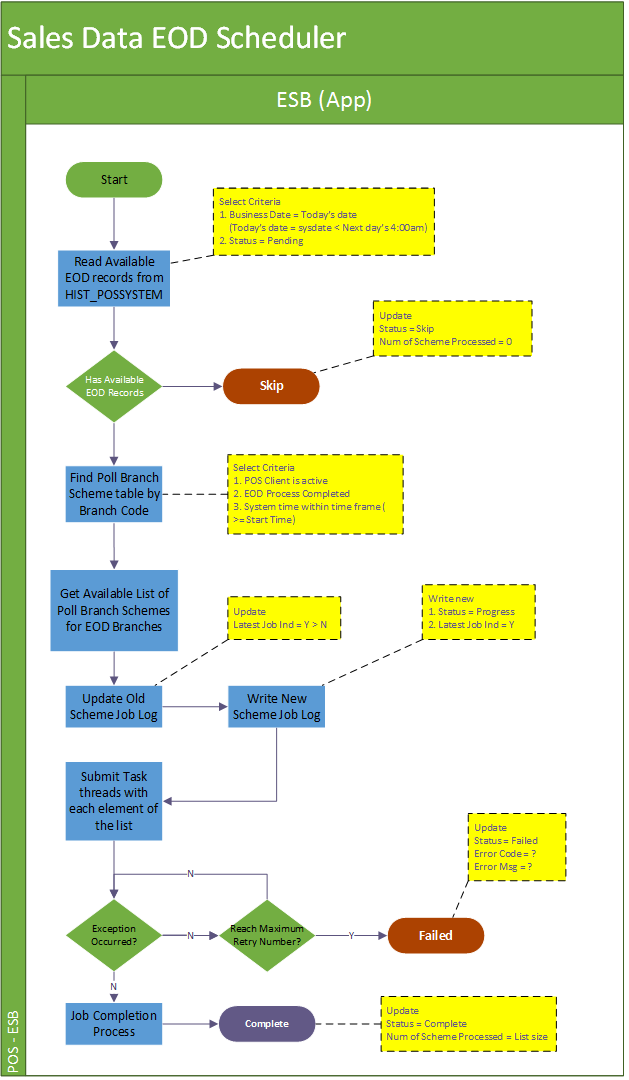 Sales Data EOD Scheduler
ESB (App)
Start
Select Criteria
1. Business Date = Today's date
(Today's date = sysdate < Next day's 4:00am)
2. Status = Pending
Read Available
EOD records from
HIST_POSSYSTEM
Update
Status = Skip
Num of Scheme Processed = 0
Has Available
EOD Records
Skip
Select Criteria
1. POS Client is active
2. EOD Process Completed
3. System time within time frame (
>= Start Time)
Find Poll Branch
Scheme table by
Branch Code
Get Available List of
Poll Branch Schemes
for EOD Branches
Update
Latest Job Ind = Y > N
Write new
1. Status = Progress
2. Latest Job Ind = Y
Update Old
Scheme Job Log
Write New
Scheme Job Log
Submit Task
threads with
each element of
the list
Update
Status = Failed
Error Code = ?
Error Msg = ?
N
Exception
Occurred?
N
Reach Maximum
Retry Number?
Y
Failed
N
Job Completion
Process
Complete
Update
Status = Complete
Num of Scheme Processed = List size
POS - ESB